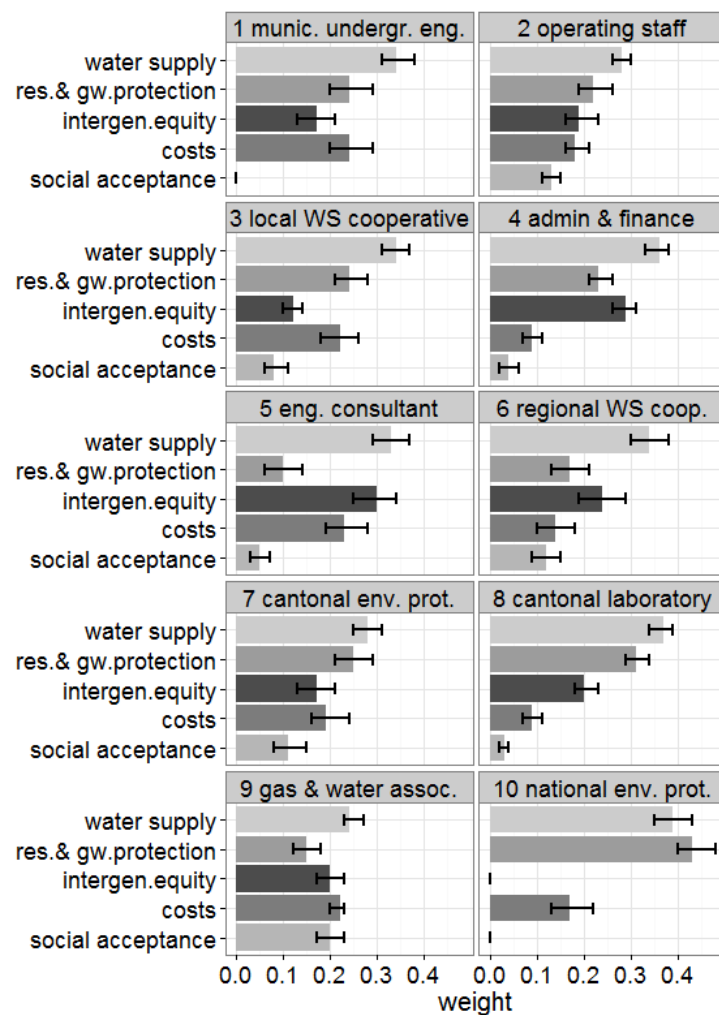 1 munic. undergr. eng. 2 operating staff
water supply
res.& gw.protection
intergen.equity
costs
social acceptance
3 local WS cooperative 4 admin & finance
water supply
res.& gw.protection
intergen.equity
costs
social acceptance
5 eng. consultant 6 regional WS coop.
water supply
res.& gw.protection
intergen.equity
costs
social acceptance
7 cantonal env. prot. 8 cantonal laboratory
water supply
res.& gw.protection
intergen.equity
costs
social acceptance
9 gas & water assoc. 10 national env. prot.
water supply
res.& gw.protection
intergen.equity
costs
social acceptance
0.0 0.1 0.2 0.3 0.4 0.0 0.1 0.2 0.3 0.4
weight